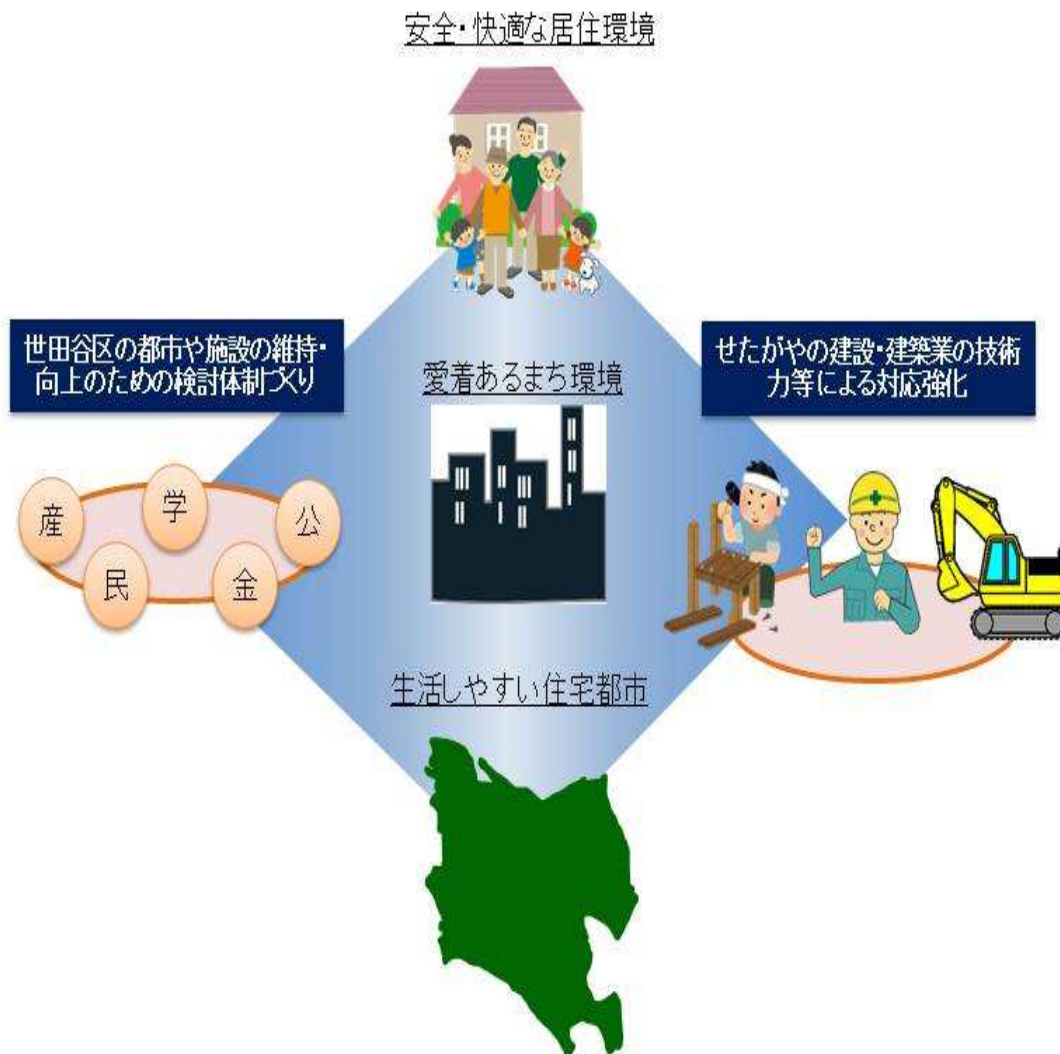 安全・快適な居住環境
世田谷区の都市や施設の維持・
向上のための検討体制づくり
愛着あるまち環境
せたがやの建設・建築業の技術
力等による対応強化
産
学
公
民
金
生活しやすい住宅都市